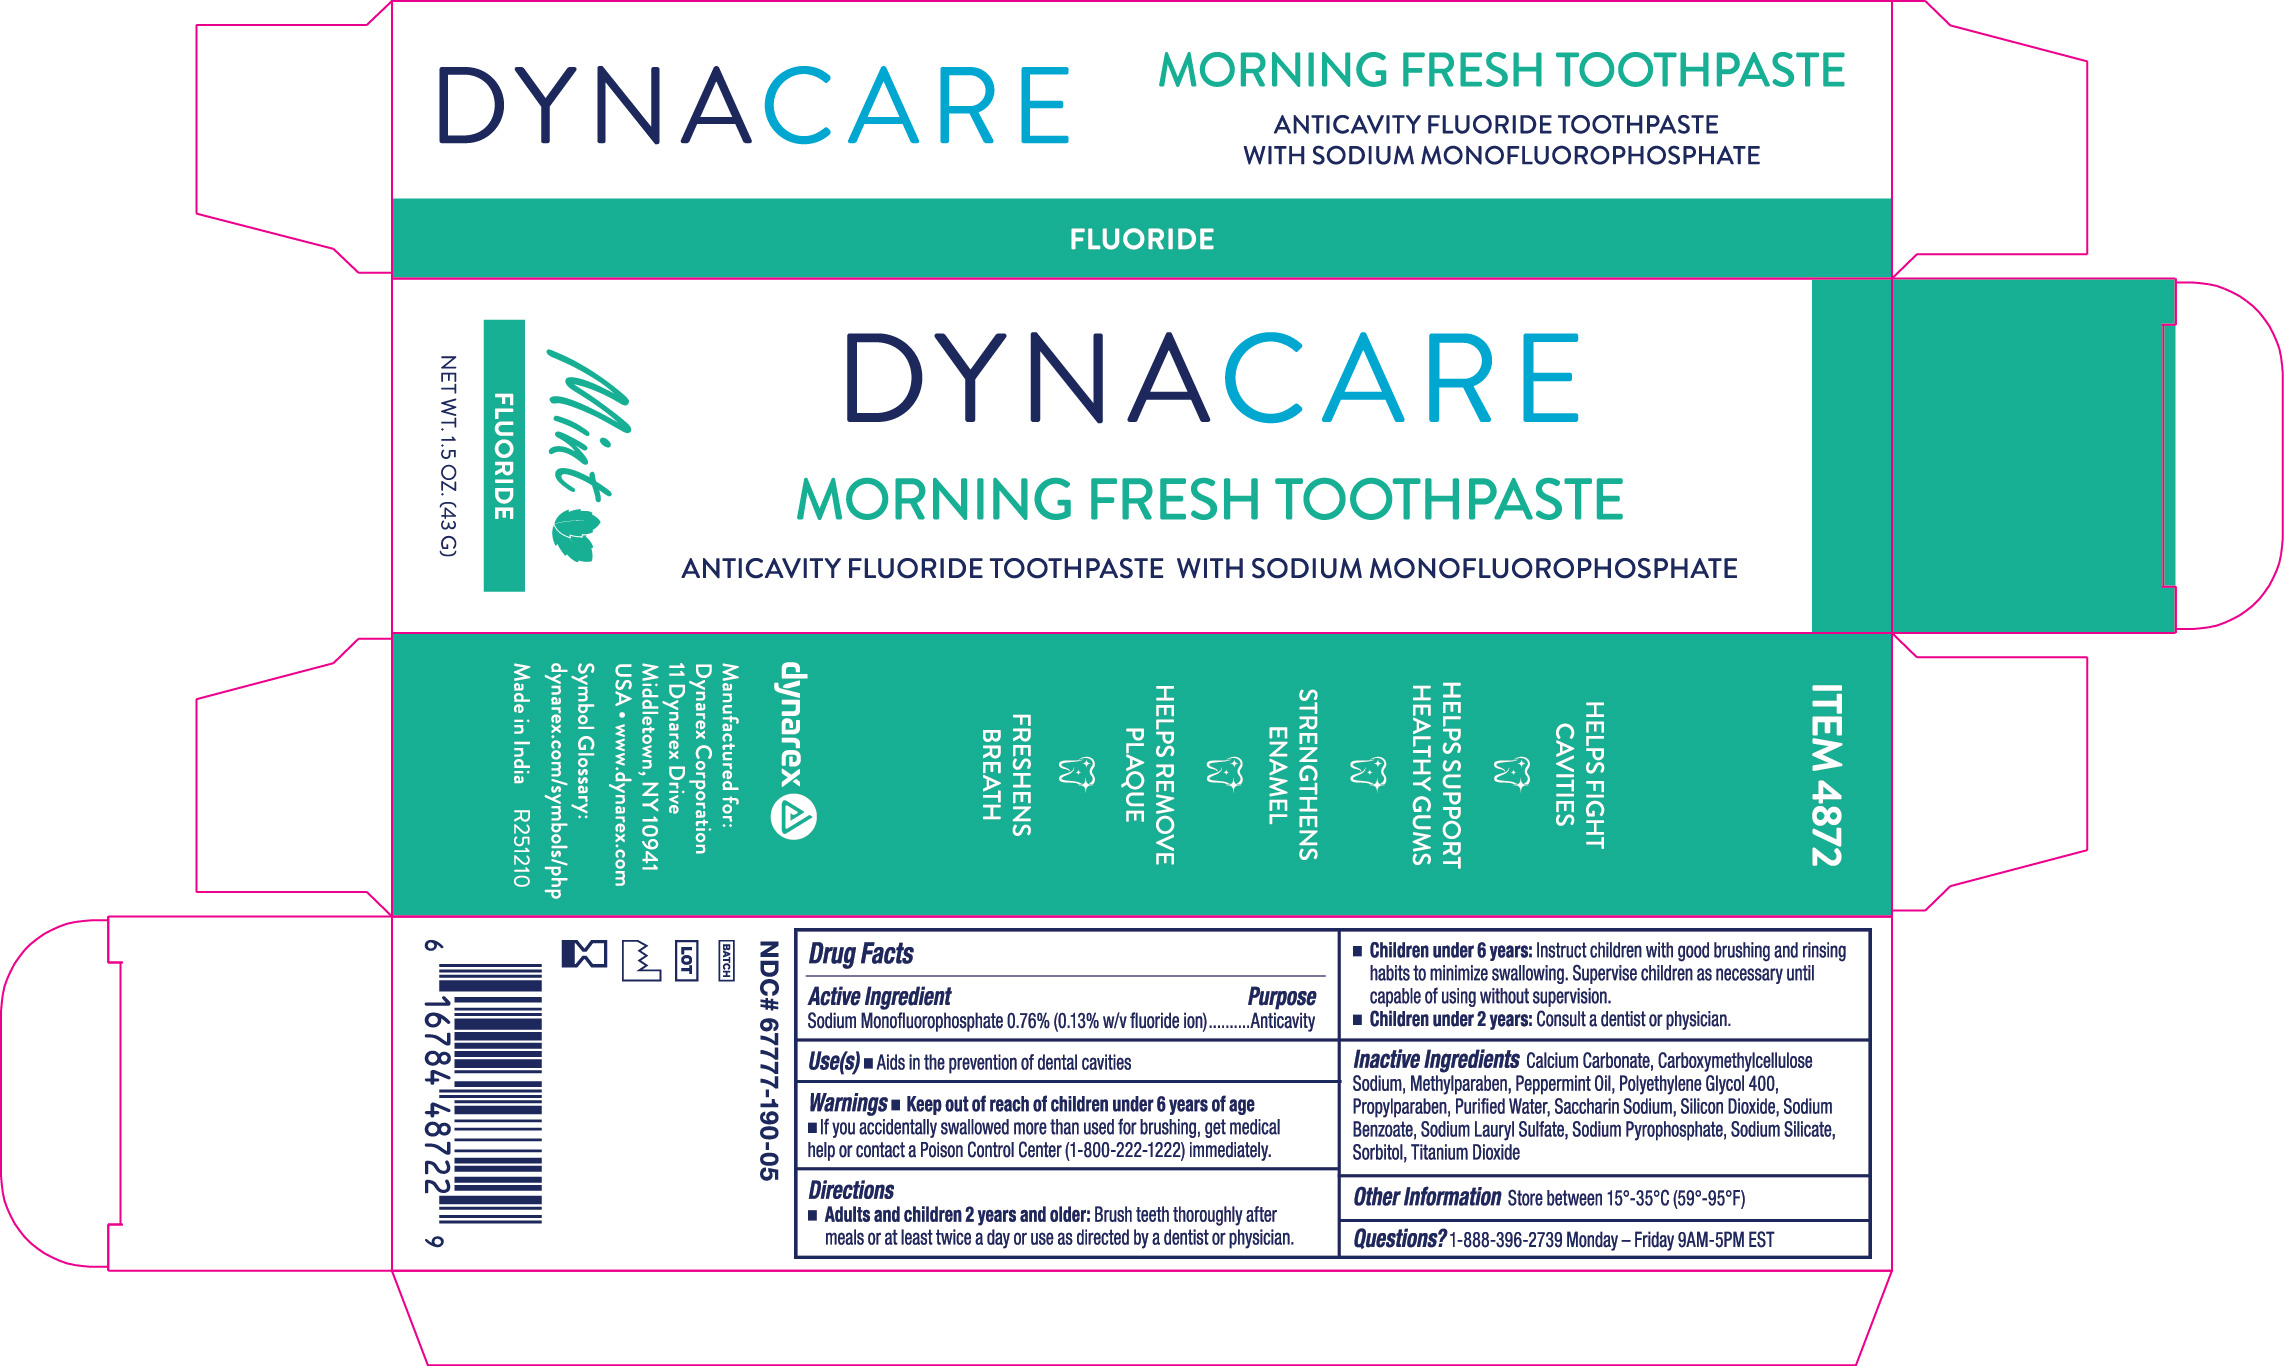 DYNACARE
MORNING FRESH TOOTHPASTE
ANTICAVITY FLUORIDE TOOTHPASTE
WITH SODIUM MONOFLUOROPHOSPHATE
FLUORIDE
DYNACARE
MORNING FRESH TOOTHPASTE
ANTICAVITY FLUORIDE TOOTHPASTE WITH SODIUM MONOFLUOROPHOSPHATE
Mint
FLUORIDE
NET WT. 1.5 OZ. (43 G)
ITEM 4872
HELPS FIGHT
CAVITIES
HELPS SUPPORT
HEALTHY GUMS
STRENGTHENS
ENAMEL
HELPS REMOVE
PLAQUE
FRESHENS
BREATH
dynarex
Manufactured for:
Dynarex Corporation
11 Dynarex Drive
Middletown, NY 10941
USA • www.dynarex.com
Symbol Glossary:
dynarex.com/symbols/php
Made in India R251210
NDC# 67777-190-05
BATCH
LOT
6 16784 48722 9
Drug Facts
Active Ingredient Purpose
Sodium Monofluorophosphate 0.76% (0.13% w/v fluoride ion)..........Anticavity
Use(s) ■ Aids in the prevention of dental cavities
Warnings ■ Keep out of reach of children under 6 years of age
■ If you accidentally swallowed more than used for brushing, get medical
help or contact a Poison Control Center (1-800-222-1222) immediately.
Directions
■ Adults and children 2 years and older: Brush teeth thoroughly after
meals or at least twice a day or use as directed by a dentist or physician.
■ Children under 6 years: Instruct children with good brushing and rinsing
habits to minimize swallowing. Supervise children as necessary until
capable of using without supervision.
■ Children under 2 years: Consult a dentist or physician.
Inactive Ingredients Calcium Carbonate, Carboxymethylcellulose
Sodium, Methylparaben, Peppermint Oil, Polyethylene Glycol 400,
Propylparaben, Purified Water, Saccharin Sodium, Silicon Dioxide, Sodium
Benzoate, Sodium Lauryl Sulfate, Sodium Pyrophosphate, Sodium Silicate,
Sorbitol, Titanium Dioxide
Other Information Store between 15°-35°C (59°-95°F)
Questions? 1-888-396-2739 Monday – Friday 9AM-5PM EST